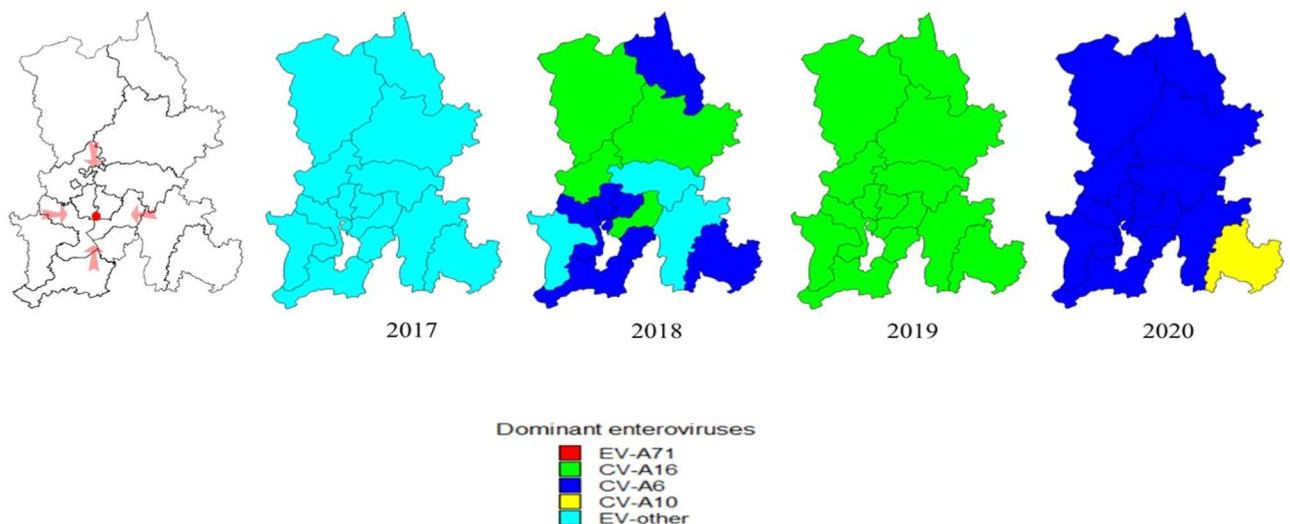 2017
2018
2019
2020
Dominant enteroviruses
EV-A71
CV-A16
CV-A6
CV-A10
EV-other